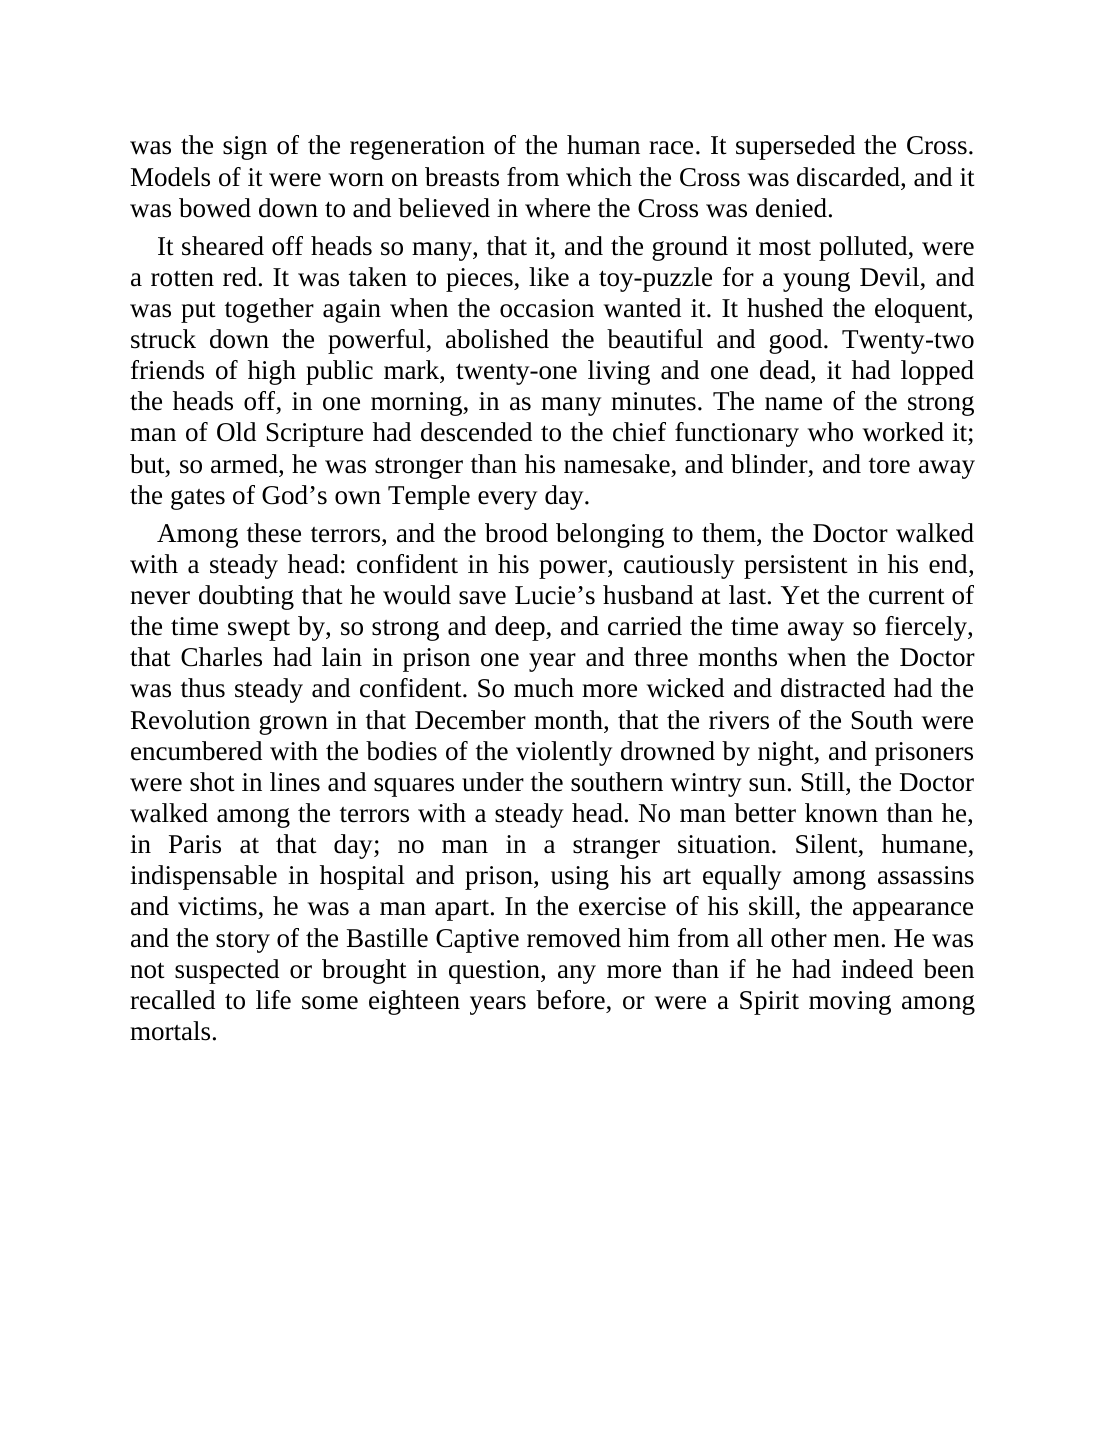 was the sign of the regeneration of the human race. It superseded the Cross.
Models of it were worn on breasts from which the Cross was discarded, and it
was bowed down to and believed in where the Cross was denied.
It sheared off heads so many, that it, and the ground it most polluted, were
a rotten red. It was taken to pieces, like a toy-puzzle for a young Devil, and
was put together again when the occasion wanted it. It hushed the eloquent,
struck down the powerful, abolished the beautiful and good. Twenty-two
friends of high public mark, twenty-one living and one dead, it had lopped
the heads off, in one morning, in as many minutes. The name of the strong
man of Old Scripture had descended to the chief functionary who worked it;
but, so armed, he was stronger than his namesake, and blinder, and tore away
the gates of God’s own Temple every day.
Among these terrors, and the brood belonging to them, the Doctor walked
with a steady head: confident in his power, cautiously persistent in his end,
never doubting that he would save Lucie’s husband at last. Yet the current of
the time swept by, so strong and deep, and carried the time away so fiercely,
that Charles had lain in prison one year and three months when the Doctor
was thus steady and confident. So much more wicked and distracted had the
Revolution grown in that December month, that the rivers of the South were
encumbered with the bodies of the violently drowned by night, and prisoners
were shot in lines and squares under the southern wintry sun. Still, the Doctor
walked among the terrors with a steady head. No man better known than he,
in Paris at that day; no man in a stranger situation. Silent, humane,
indispensable in hospital and prison, using his art equally among assassins
and victims, he was a man apart. In the exercise of his skill, the appearance
and the story of the Bastille Captive removed him from all other men. He was
not suspected or brought in question, any more than if he had indeed been
recalled to life some eighteen years before, or were a Spirit moving among
mortals.